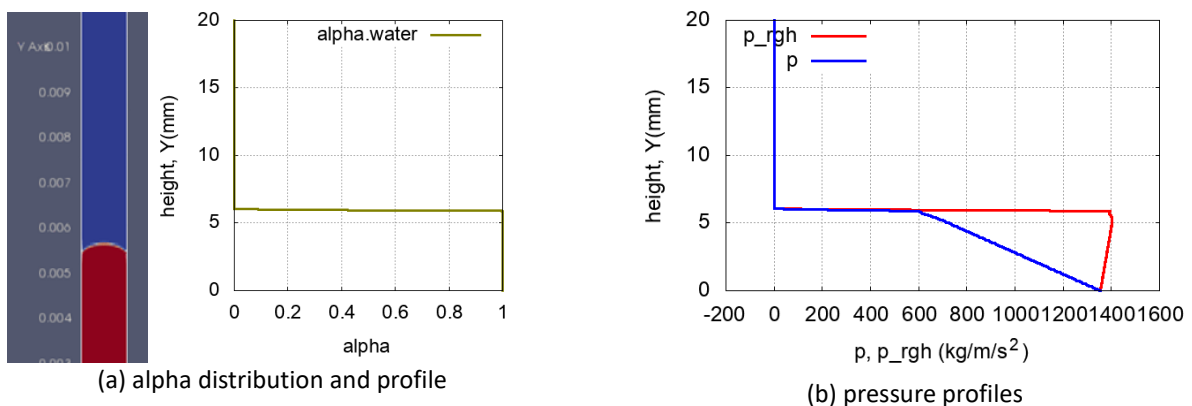 Y Axis 0.01
0.009
0.008
0.007
0.006
0.005
0.004
0.003
20
15
10
5
0
height, Y(mm)
alpha.water
0 0.2 0.4 0.6 0.8 1
alpha
(a) alpha distribution and profile
20
15
10
5
0
height, Y(mm)
p_rgh
p
-200 0 200 400 600 800 1000 1200 1400 1600
p, p_rgh (kg/m/s²)
(b) pressure profiles